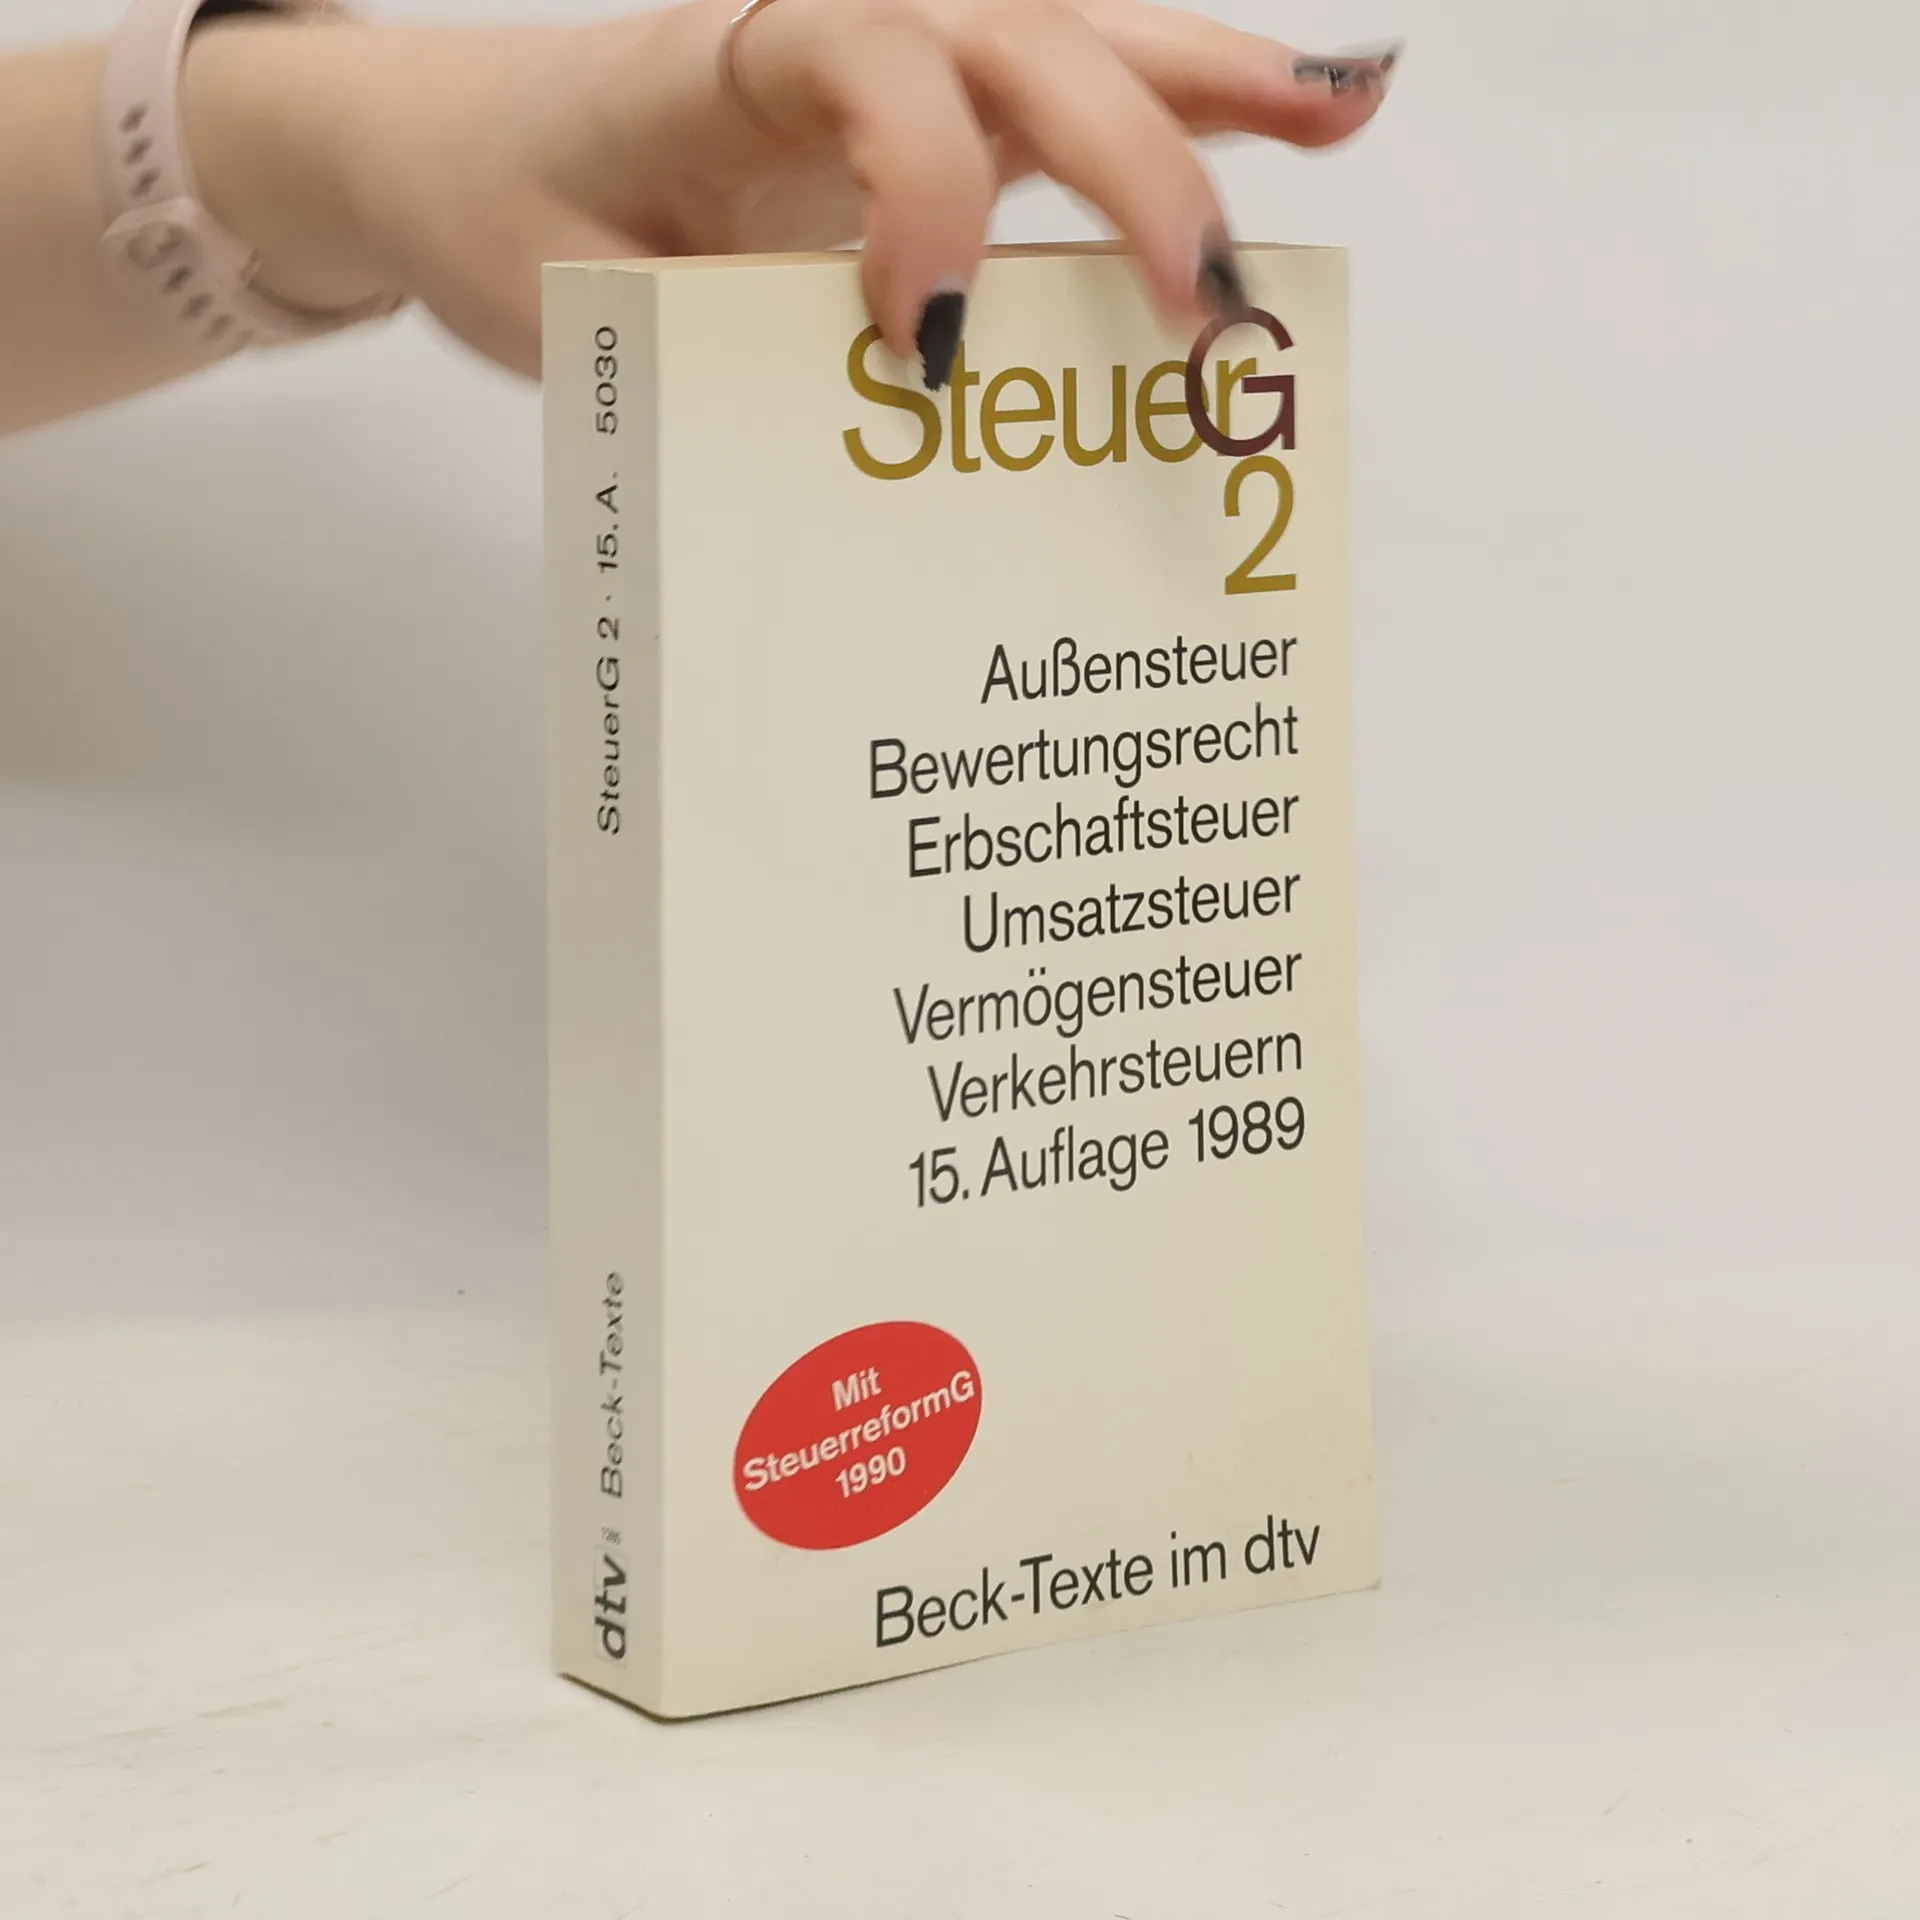 SteuerG
2
Außensteuer
Bewertungsrecht
Erbschaftsteuer
Umsatzsteuer
Vermögensteuer
Verkehrsteuern
15. Auflage 1989
Mit
SteuerreformG
1990
Beck-Texte im dtv
SteuerG 2 · 15. A. 5030
dtv Beck-Texte